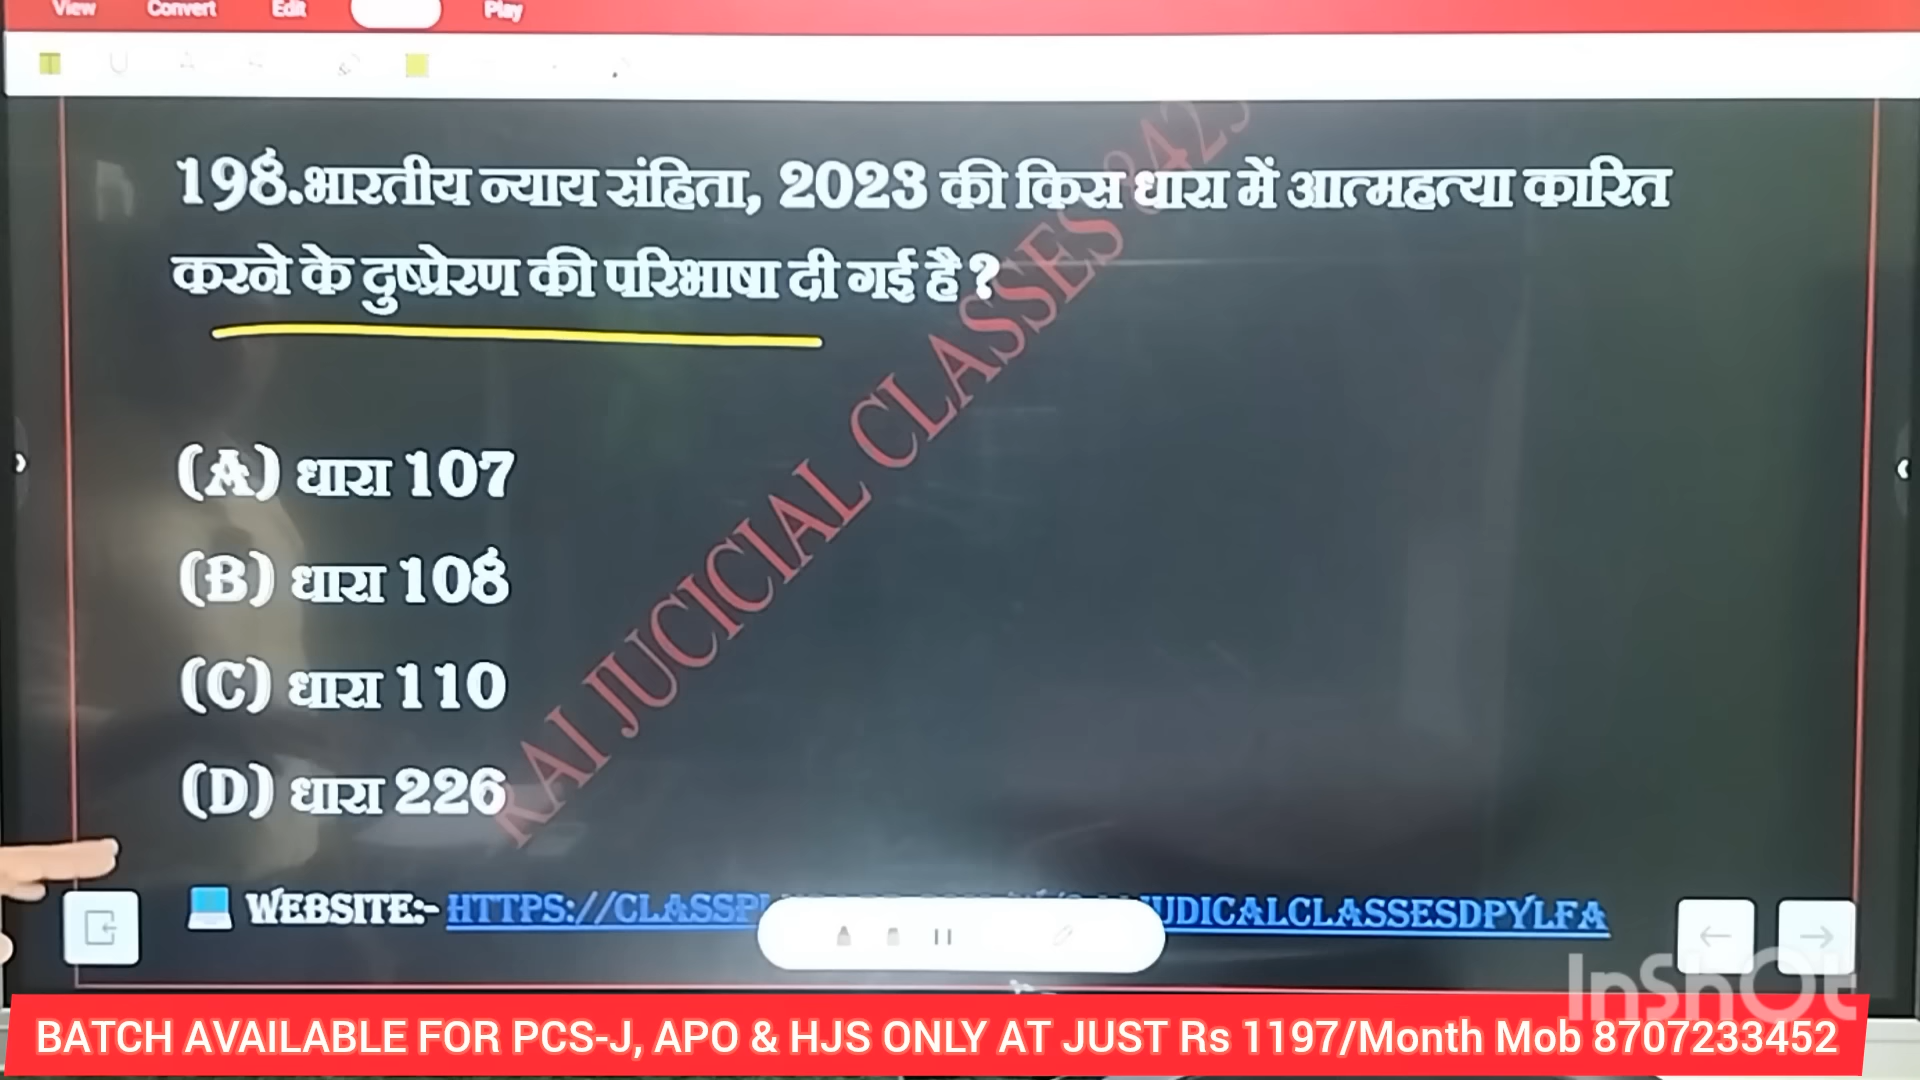 View Convert Edit Play
198.भारतीय न्याय संहिता, 2023 की किस धारा में आत्महत्या कारित
करने के दुष्प्रेरण की परिभाषा दी गई है ?
(A) धारा 107
(B) धारा 108
(C) धारा 110
(D) धारा 226
RAI JUCICIAL CLASSES
WEBSITE:- HTTPS://CLASSPL UDICALCLASSESDPYLFA
InShOt
BATCH AVAILABLE FOR PCS-J, APO & HJS ONLY AT JUST Rs 1197/Month Mob 8707233452